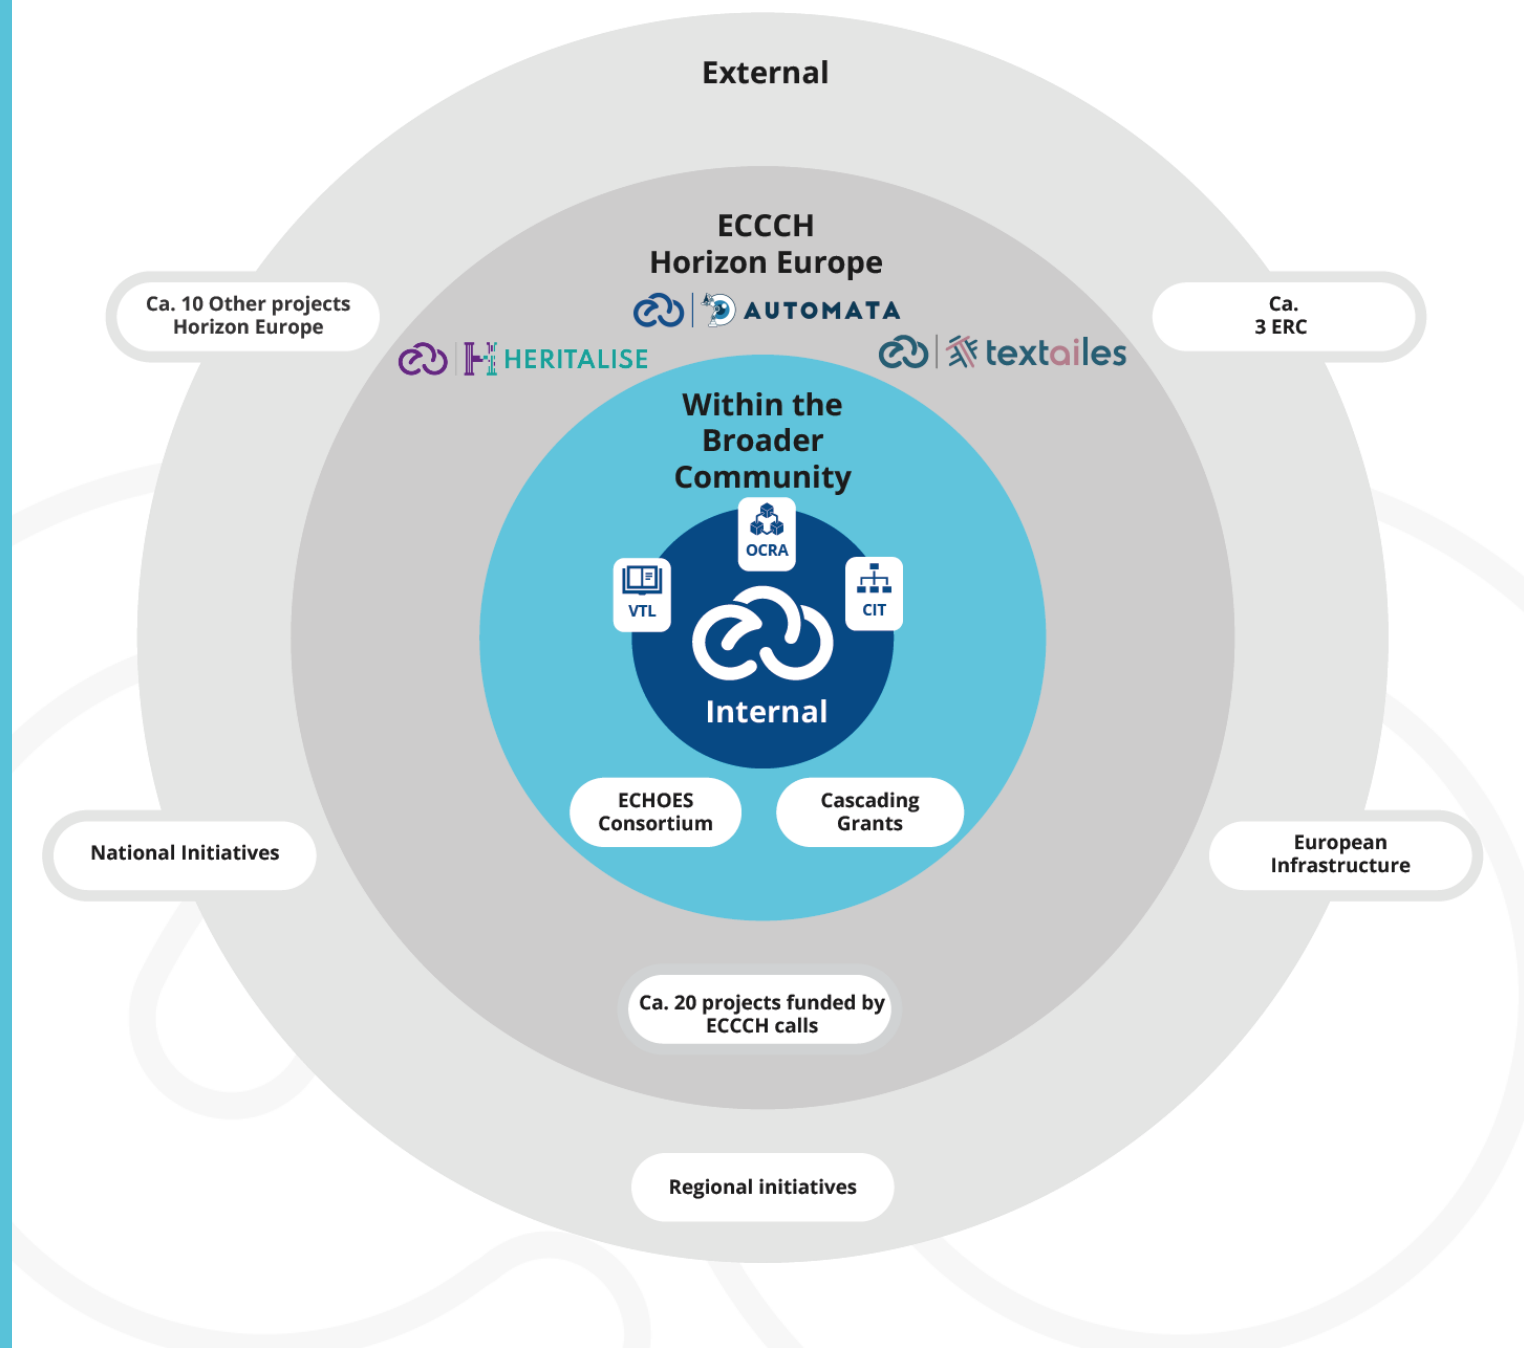 External
ECCCH
Horizon Europe
AUTOMATA
HERITALISE
textailes
Ca. 10 Other projects
Horizon Europe
Ca.
3 ERC
Within the
Broader
Community
OCRA
VTL
CIT
Internal
ECHOES
Consortium
Cascading
Grants
National Initiatives
European
Infrastructure
Ca. 20 projects funded by
ECCCH calls
Regional initiatives